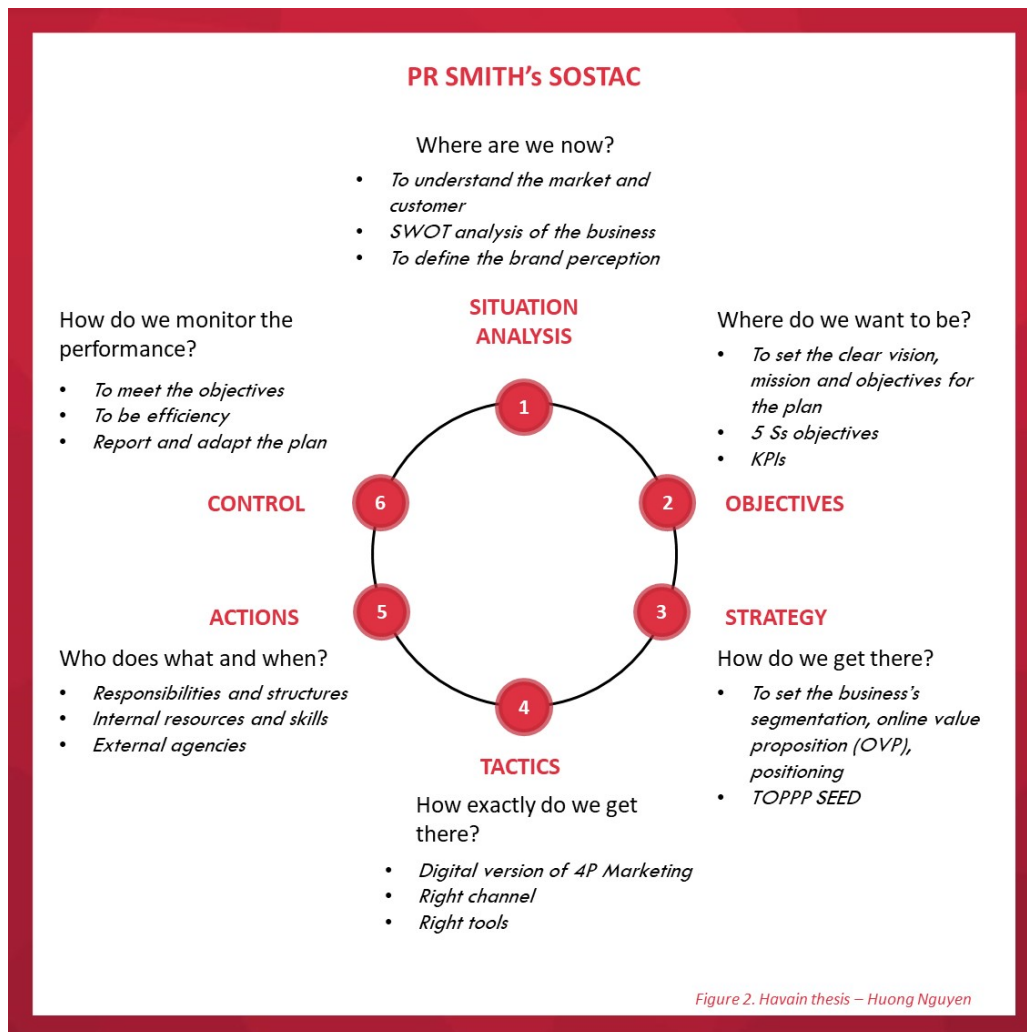 PR SMITH's SOSTAC
Where are we now?
• To understand the market and
customer
• SWOT analysis of the business
• To define the brand perception
SITUATION
ANALYSIS
1
Where do we want to be?
• To set the clear vision,
mission and objectives for
the plan
• 5 Ss objectives
• KPIs
2
OBJECTIVES
3
STRATEGY
How do we get there?
• To set the business's
segmentation, online value
proposition (OVP),
positioning
• TOPPP SEED
4
TACTICS
How exactly do we get
there?
• Digital version of 4P Marketing
• Right channel
• Right tools
5
ACTIONS
Who does what and when?
• Responsibilities and structures
• Internal resources and skills
• External agencies
How do we monitor the
performance?
• To meet the objectives
• To be efficiency
• Report and adapt the plan
CONTROL
6
Figure 2. Havain thesis – Huong Nguyen